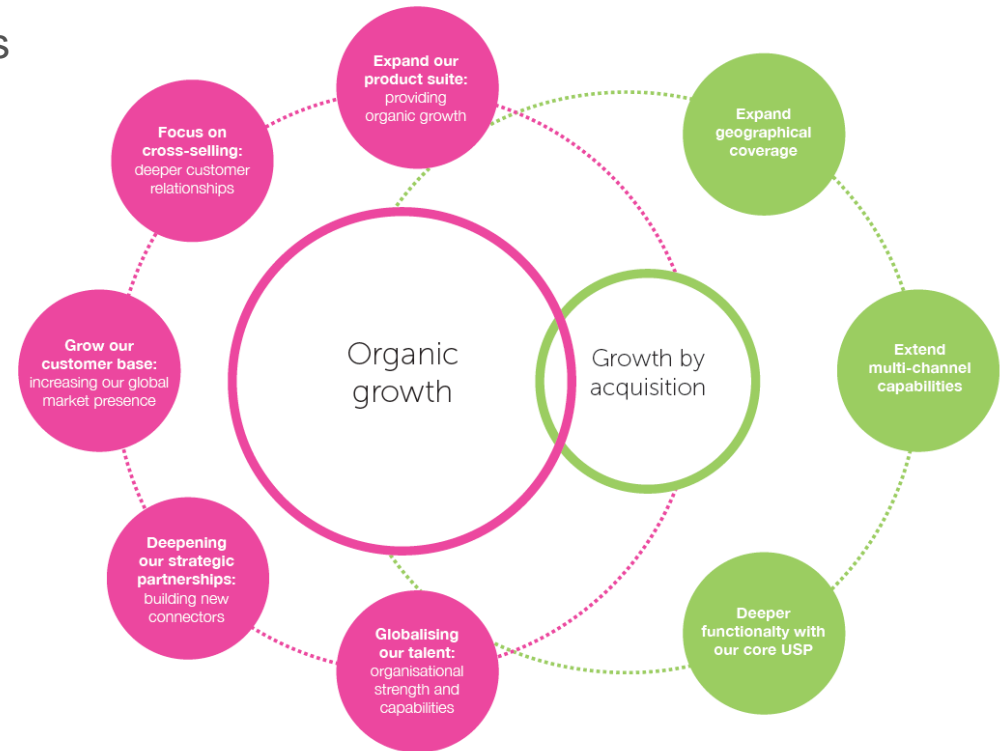 s
Expand our
product suite:
providing
organic growth
Expand
geographical
coverage
Focus on
cross-selling:
deeper customer
relationships
Organic
growth
Growth by
acquisition
Grow our
customer base:
increasing our global
market presence
Extend
multi-channel
capabilities
Deepening
our strategic
partnerships:
building new
connectors
Globalising
our talent:
organisational
strength and
capabilities
Deeper
functionalty with
our core USP